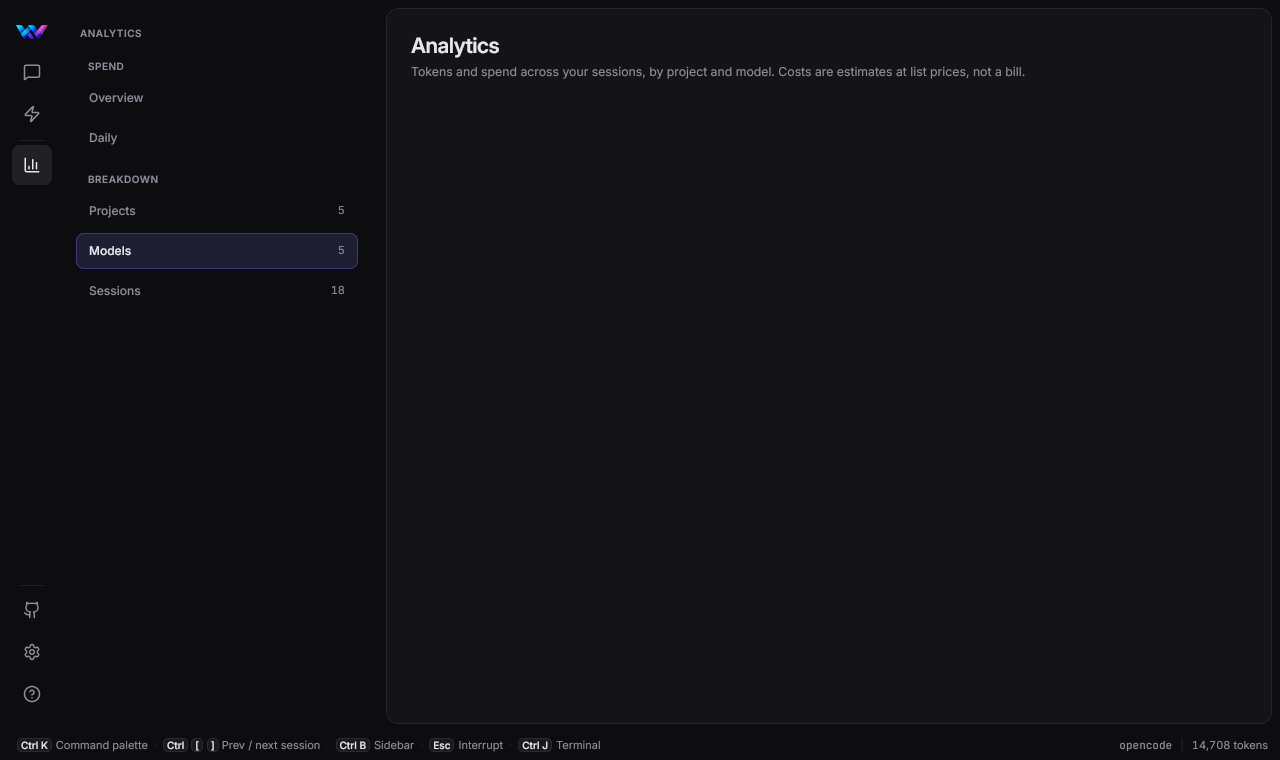 ANALYTICS
SPEND
Overview
Daily
BREAKDOWN
Projects 5
Models 5
Sessions 18
Analytics
Tokens and spend across your sessions, by project and model. Costs are estimates at list prices, not a bill.
Ctrl K Command palette · Ctrl [ ] Prev / next session · Ctrl B Sidebar · Esc Interrupt · Ctrl J Terminal
opencode | 14,708 tokens